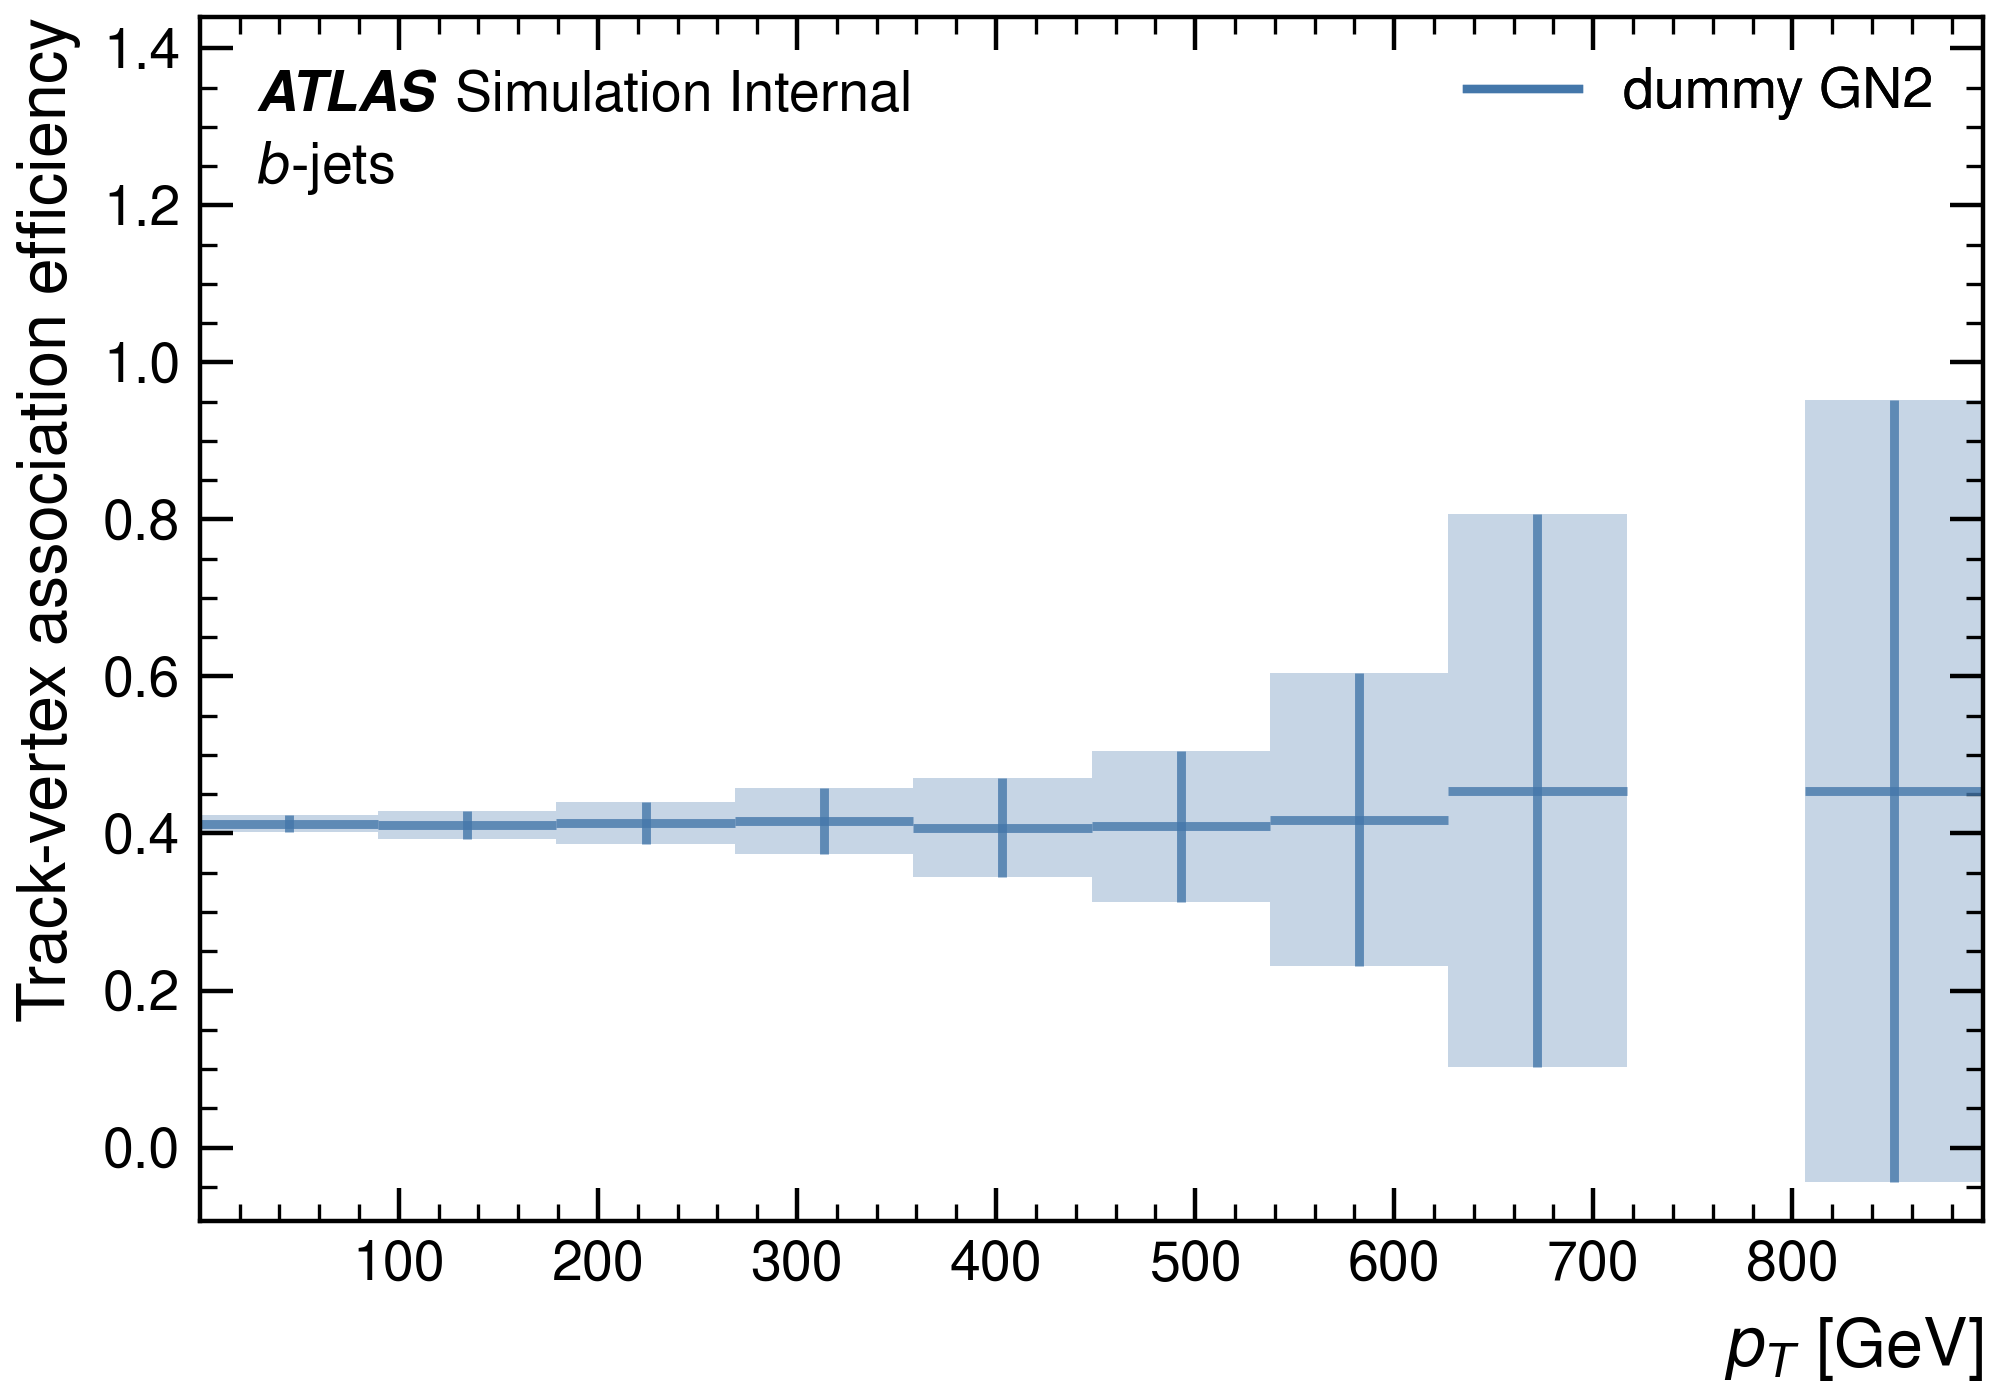 Track-vertex association efficiency
1.4
1.2
1.0
0.8
0.6
0.4
0.2
0.0
ATLAS Simulation Internal
b-jets
dummy GN2
100 200 300 400 500 600 700 800
p_T [GeV]